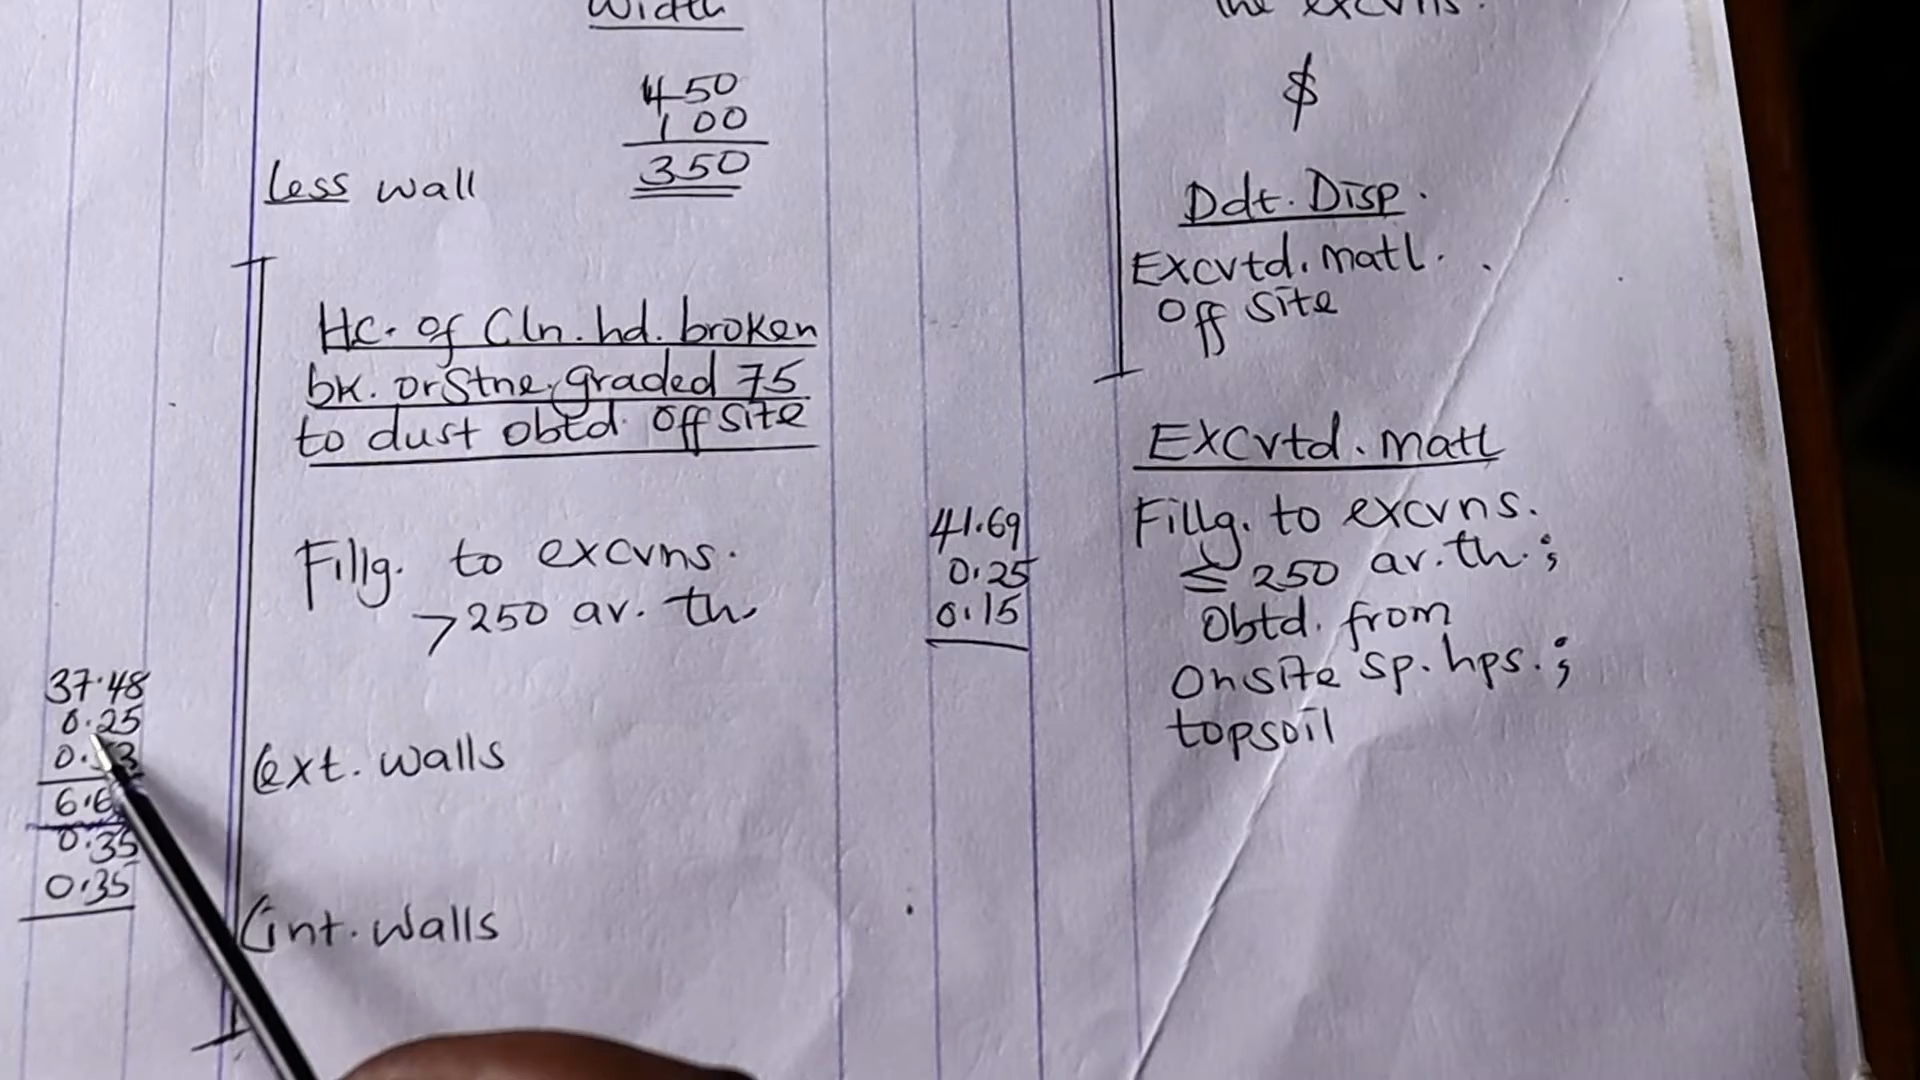 Width
450
100
Less wall
350
Hc. of Cln. hd. broken
bk. or Stne. graded 75
to dust obtd. off site
Fillg. to excvns.
>250 av. th.
37.48
0.25
ext. walls
0.35
0.35
int. walls
the excvns.
$
Ddt. Disp.
Excvtd. matl.
off site
Excvtd. matl
41.69
0.25
0.15
Fillg. to excvns.
≤ 250 av. th. ;
Obtd. from
onsite sp. hps. ;
topsoil